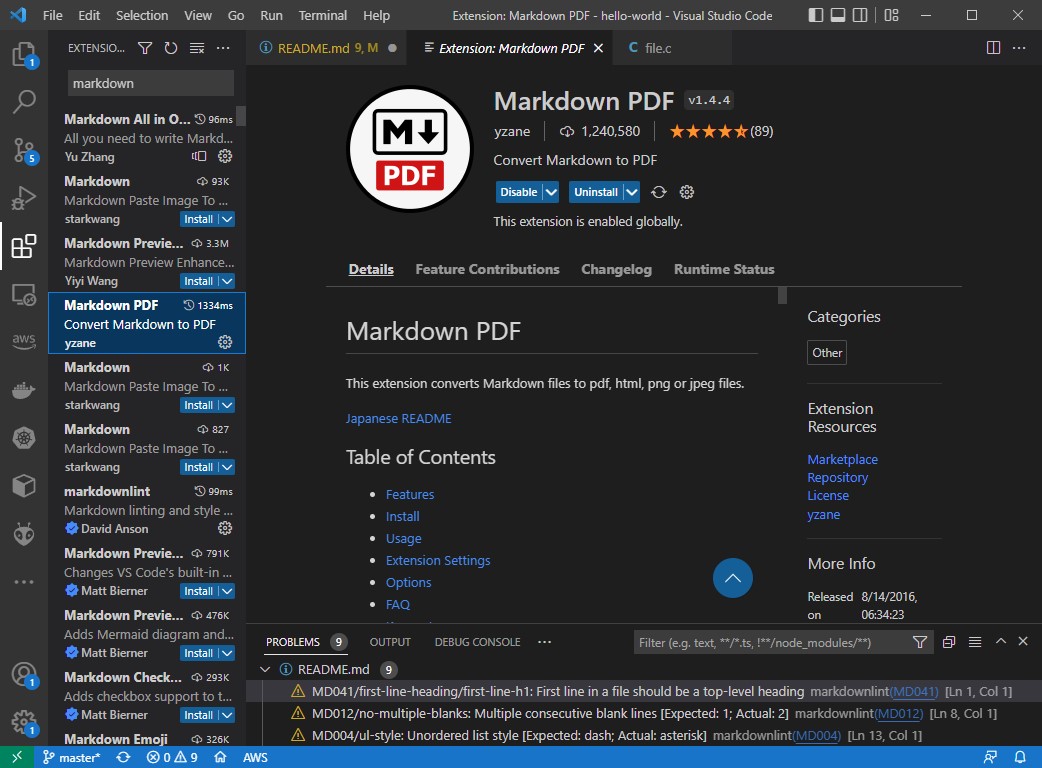 File Edit Selection View Go Run Terminal Help Extension: Markdown PDF - hello-world - Visual Studio Code
EXTENSIO...
markdown
Markdown All in O... 96ms
All you need to write Markd...
Yu Zhang
Markdown 93K
Markdown Paste Image To ...
starkwang Install
Markdown Previe... 3.3M
Markdown Preview Enhance...
Yiyi Wang Install
Markdown PDF 1334ms
Convert Markdown to PDF
yzane
Markdown 1K
Markdown Paste Image To ...
starkwang Install
Markdown 827
Markdown Paste Image To ...
starkwang Install
markdownlint 99ms
Markdown linting and style ...
David Anson
Markdown Previe... 791K
Changes VS Code's built-in ...
Matt Bierner Install
Markdown Previe... 476K
Adds Mermaid diagram and...
Matt Bierner Install
Markdown Check... 293K
Adds checkbox support to t...
Matt Bierner Install
Markdown Emoji 326K
1
5
aws
1
1
README.md 9, M
Extension: Markdown PDF
C file.c
M
PDF
Markdown PDF v1.4.4
yzane 1,240,580 (89)
Convert Markdown to PDF
Disable Uninstall
This extension is enabled globally.
Details Feature Contributions Changelog Runtime Status
Markdown PDF
This extension converts Markdown files to pdf, html, png or jpeg files.
Japanese README
Table of Contents
Features
Install
Usage
Extension Settings
Options
FAQ
Categories
Other
Extension
Resources
Marketplace
Repository
License
yzane
More Info
Released 8/14/2016,
on 06:34:23
PROBLEMS 9 OUTPUT DEBUG CONSOLE Filter (e.g. text, **/*.ts, !**/node_modules/**)
README.md 9
MD041/first-line-heading/first-line-h1: First line in a file should be a top-level heading markdownlint(MD041) [Ln 1, Col 1]
MD012/no-multiple-blanks: Multiple consecutive blank lines [Expected: 1; Actual: 2] markdownlint(MD012) [Ln 8, Col 1]
MD004/ul-style: Unordered list style [Expected: dash; Actual: asterisk] markdownlint(MD004) [Ln 13, Col 1]
master* 0 9 AWS